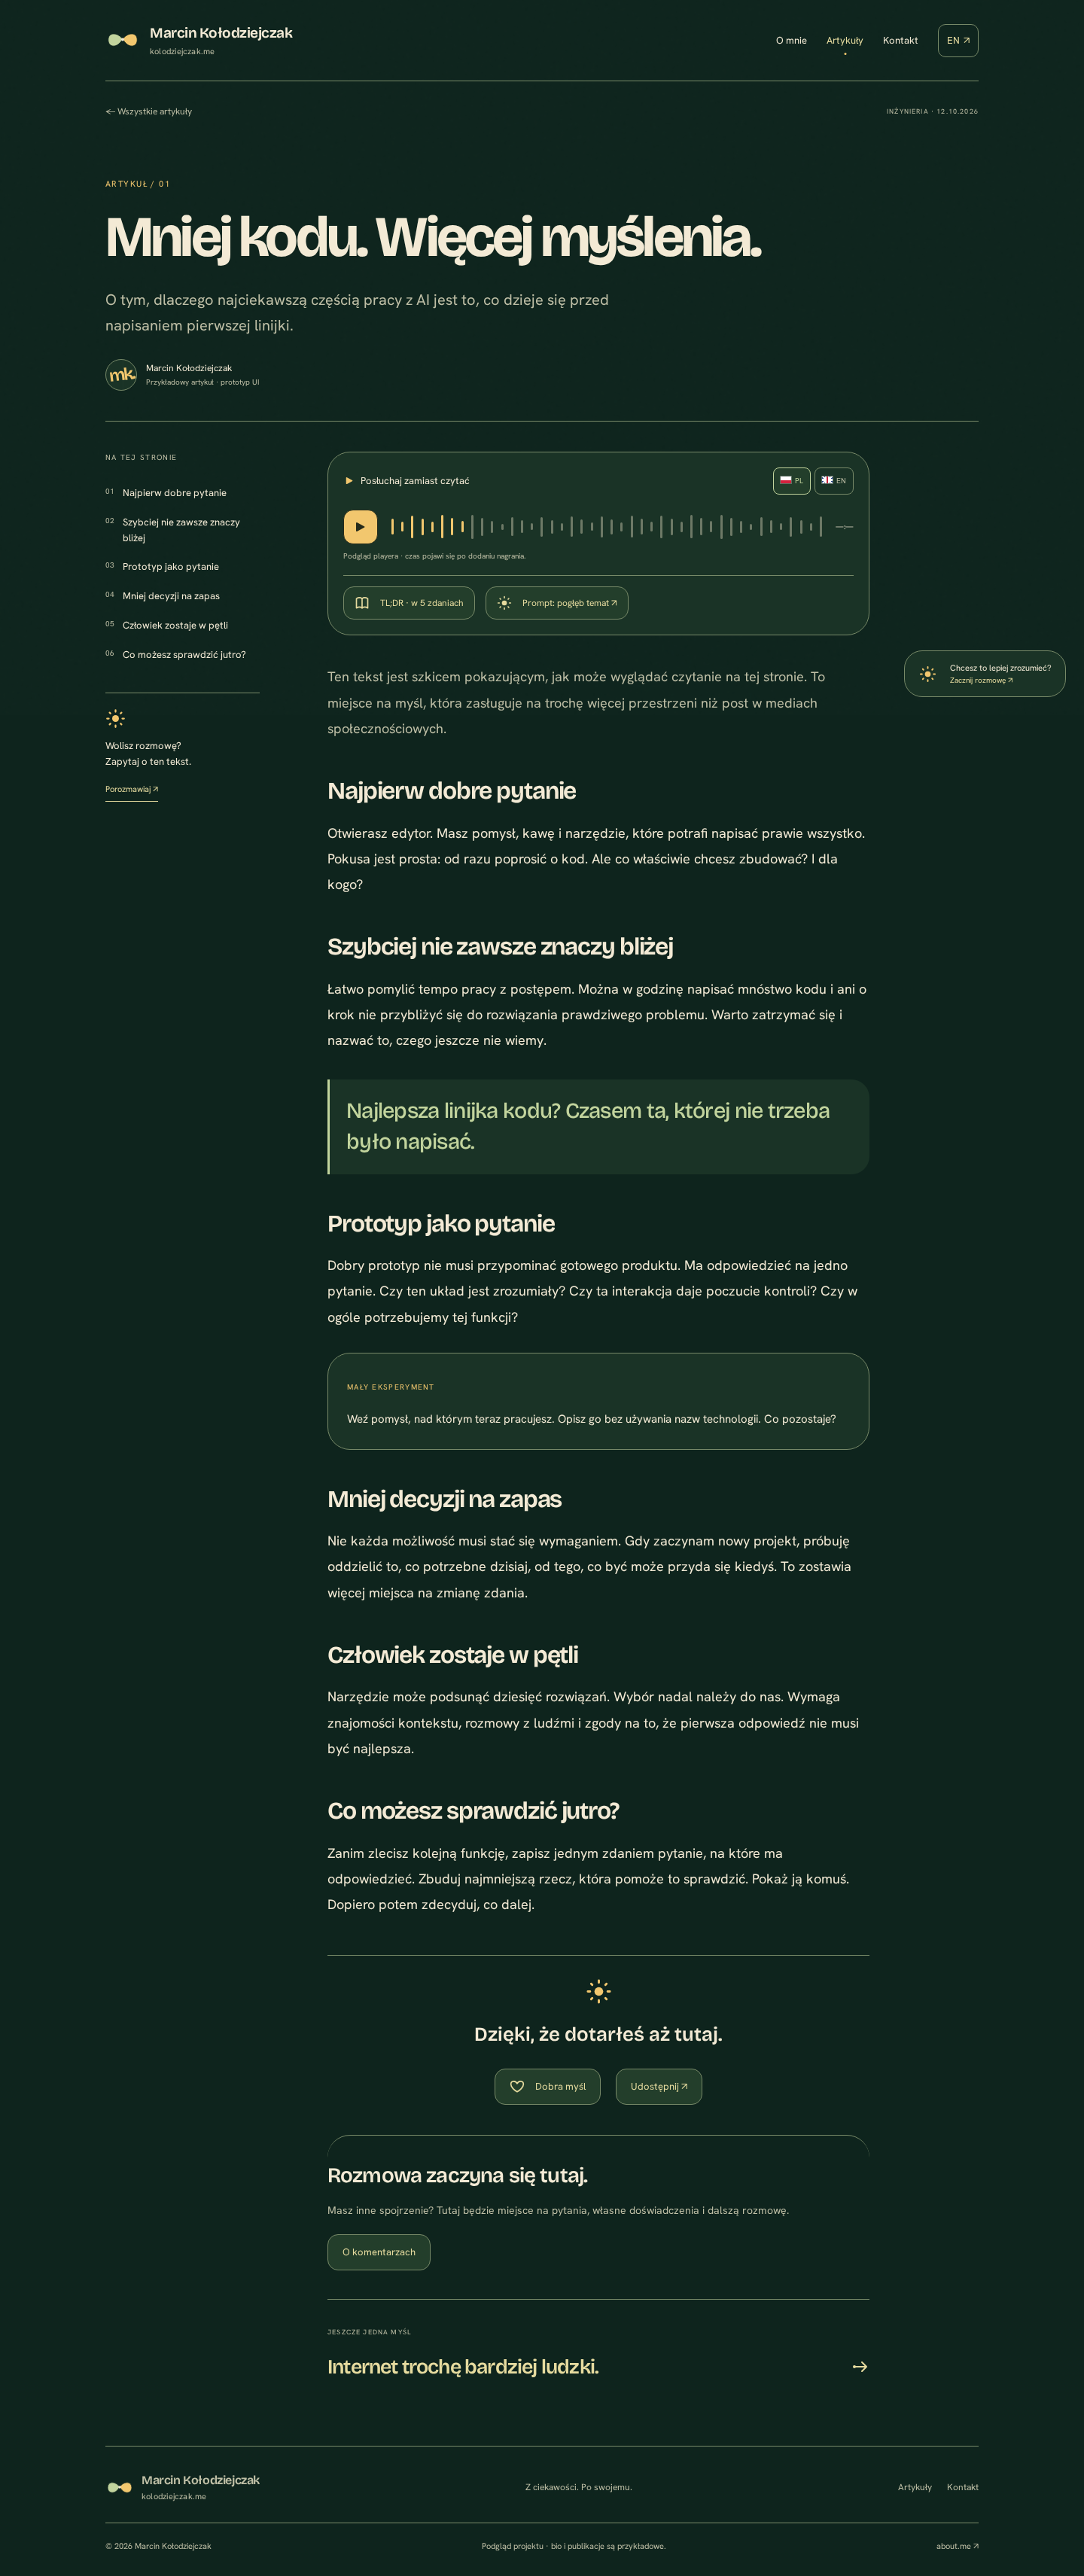 Marcin Kołodziejczak
kolodziejczak.me
O mnie
Artykuły
Kontakt
EN ↗
← Wszystkie artykuły
INŻYNIERIA · 12.10.2026
ARTYKUŁ / 01
Mniej kodu. Więcej myślenia.
O tym, dlaczego najciekawszą częścią pracy z AI jest to, co dzieje się przed
napisaniem pierwszej linijki.
mk.
Marcin Kołodziejczak
Przykładowy artykuł · prototyp UI
NA TEJ STRONIE
01 Najpierw dobre pytanie
02 Szybciej nie zawsze znaczy
bliżej
03 Prototyp jako pytanie
04 Mniej decyzji na zapas
05 Człowiek zostaje w pętli
06 Co możesz sprawdzić jutro?
Wolisz rozmowę?
Zapytaj o ten tekst.
Porozmawiaj ↗
Posłuchaj zamiast czytać
PL
EN
—:—
Podgląd playera · czas pojawi się po dodaniu nagrania.
TL;DR · w 5 zdaniach
Prompt: pogłęb temat ↗
Chcesz to lepiej zrozumieć?
Zacznij rozmowę ↗
Ten tekst jest szkicem pokazującym, jak może wyglądać czytanie na tej stronie. To
miejsce na myśl, która zasługuje na trochę więcej przestrzeni niż post w mediach
społecznościowych.
Najpierw dobre pytanie
Otwierasz edytor. Masz pomysł, kawę i narzędzie, które potrafi napisać prawie wszystko.
Pokusa jest prosta: od razu poprosić o kod. Ale co właściwie chcesz zbudować? I dla
kogo?
Szybciej nie zawsze znaczy bliżej
Łatwo pomylić tempo pracy z postępem. Można w godzinę napisać mnóstwo kodu i ani o
krok nie przybliżyć się do rozwiązania prawdziwego problemu. Warto zatrzymać się i
nazwać to, czego jeszcze nie wiemy.
Najlepsza linijka kodu? Czasem ta, której nie trzeba
było napisać.
Prototyp jako pytanie
Dobry prototyp nie musi przypominać gotowego produktu. Ma odpowiedzieć na jedno
pytanie. Czy ten układ jest zrozumiały? Czy ta interakcja daje poczucie kontroli? Czy w
ogóle potrzebujemy tej funkcji?
MAŁY EKSPERYMENT
Weź pomysł, nad którym teraz pracujesz. Opisz go bez używania nazw technologii. Co pozostaje?
Mniej decyzji na zapas
Nie każda możliwość musi stać się wymaganiem. Gdy zaczynam nowy projekt, próbuję
oddzielić to, co potrzebne dzisiaj, od tego, co być może przyda się kiedyś. To zostawia
więcej miejsca na zmianę zdania.
Człowiek zostaje w pętli
Narzędzie może podsunąć dziesięć rozwiązań. Wybór nadal należy do nas. Wymaga
znajomości kontekstu, rozmowy z ludźmi i zgody na to, że pierwsza odpowiedź nie musi
być najlepsza.
Co możesz sprawdzić jutro?
Zanim zlecisz kolejną funkcję, zapisz jednym zdaniem pytanie, na które ma
odpowiedzieć. Zbuduj najmniejszą rzecz, która pomoże to sprawdzić. Pokaż ją komuś.
Dopiero potem zdecyduj, co dalej.
Dzięki, że dotarłeś aż tutaj.
Dobra myśl
Udostępnij ↗
Rozmowa zaczyna się tutaj.
Masz inne spojrzenie? Tutaj będzie miejsce na pytania, własne doświadczenia i dalszą rozmowę.
O komentarzach
JESZCZE JEDNA MYŚL
Internet trochę bardziej ludzki.
Marcin Kołodziejczak
kolodziejczak.me
Z ciekawości. Po swojemu.
Artykuły
Kontakt
© 2026 Marcin Kołodziejczak
Podgląd projektu · bio i publikacje są przykładowe.
about.me ↗